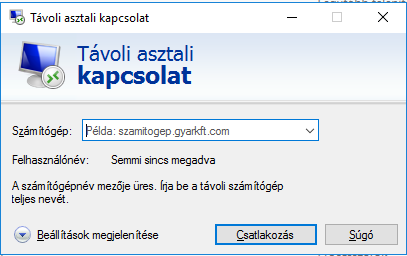 Távoli asztali kapcsolat
Távoli asztali
kapcsolat
Számítógép:
Példa: szamitogep.gyarkft.com
Felhasználónév:
Semmi sincs megadva
A számítógépnév mezője üres. Írja be a távoli számítógép
teljes nevét.
Beállítások megjelenítése
Csatlakozás
Súgó